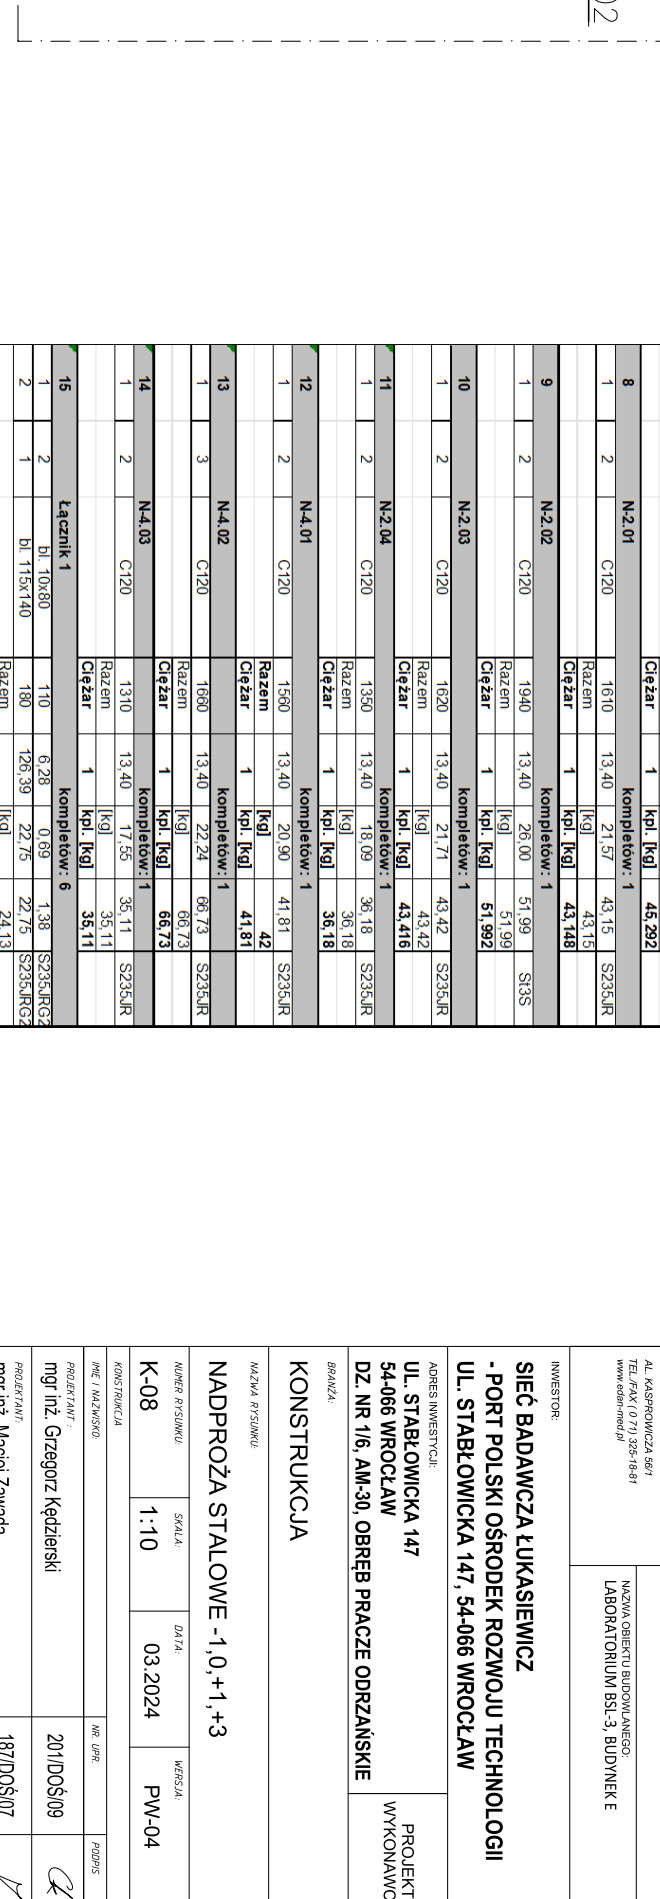 02
Ciężar 1 kpl. [kg] 45,292
8 N-2.01 kompletów: 1
1 2 C120 1610 13,40 21,57 43,15 S235JR
Razem [kg] 43,15
Ciężar 1 kpl. [kg] 43,148
9 N-2.02 kompletów: 1
1 2 C120 1940 13,40 26,00 51,99 St3S
Razem [kg] 51,99
Ciężar 1 kpl. [kg] 51,992
10 N-2.03 kompletów: 1
1 2 C120 1620 13,40 21,71 43,42 S235JR
Razem [kg] 43,42
Ciężar 1 kpl. [kg] 43,416
11 N-2.04 kompletów: 1
1 2 C120 1350 13,40 18,09 36,18 S235JR
Razem [kg] 36,18
Ciężar 1 kpl. [kg] 36,18
12 N-4.01 kompletów: 1
1 2 C120 1560 13,40 20,90 41,81 S235JR
Razem [kg] 42
Ciężar 1 kpl. [kg] 41,81
13 N-4.02 kompletów: 1
1 3 C120 1660 13,40 22,24 66,73 S235JR
Razem [kg] 66,73
Ciężar 1 kpl. [kg] 66,73
14 N-4.03 kompletów: 1
1 2 C120 1310 13,40 17,55 35,11 S235JR
Razem [kg] 35,11
Ciężar 1 kpl. [kg] 35,11
15 Łącznik 1 kompletów: 6
1 2 bl. 10x80 110 6,28 0,69 1,38 S235JRG2
2 1 bl. 115x140 180 126,39 22,75 22,75 S235JRG2
Razem [kg] 24,13
AL. KASPROWICZA 56/1
TEL./FAX ( 0 71) 325-18-81
www.edan-med.pl
NAZWA OBIEKTU BUDOWLANEGO:
LABORATORIUM BSL-3, BUDYNEK E
INWESTOR:
SIEĆ BADAWCZA ŁUKASIEWICZ
- PORT POLSKI OŚRODEK ROZWOJU TECHNOLOGII
UL. STABŁOWICKA 147, 54-066 WROCŁAW
ADRES INWESTYCJI:
UL. STABŁOWICKA 147
54-066 WROCŁAW
DZ. NR 1/6, AM-30, OBRĘB PRACZE ODRZAŃSKIE
PROJEKT
WYKONAWC
BRANŻA:
KONSTRUKCJA
NAZWA RYSUNKU:
NADPROŻA STALOWE -1,0,+1,+3
NUMER RYSUNKU: SKALA: DATA: WERSJA:
K-08 1:10 03.2024 PW-04
KONSTRUKCJA
IMIĘ I NAZWISKO: NR. UPR. PODPIS
PROJEKTANT :
mgr inż. Grzegorz Kędzierski 201/DOŚ/09
PROJEKTANT:
mgr inż. Maciej Zawada 187/DOŚ/07